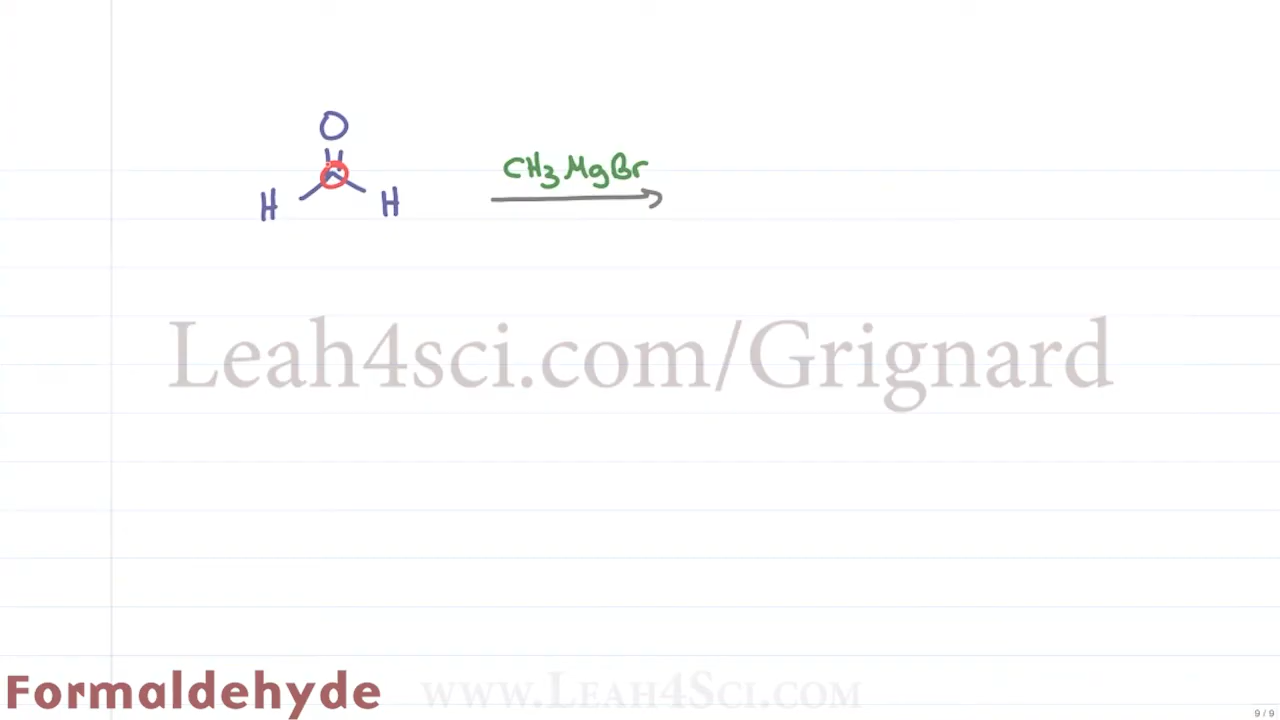 O
H H
CH3MgBr
Leah4sci.com/Grignard
Formaldehyde
www.Leah4Sci.com
9 / 9